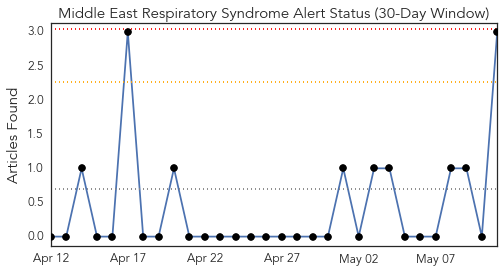 Middle East Respiratory Syndrome Alert Status (30-Day Window)
Articles Found
3.0
2.5
2.0
1.5
1.0
0.5
0.0
Apr 12
Apr 17
Apr 22
Apr 27
May 02
May 07